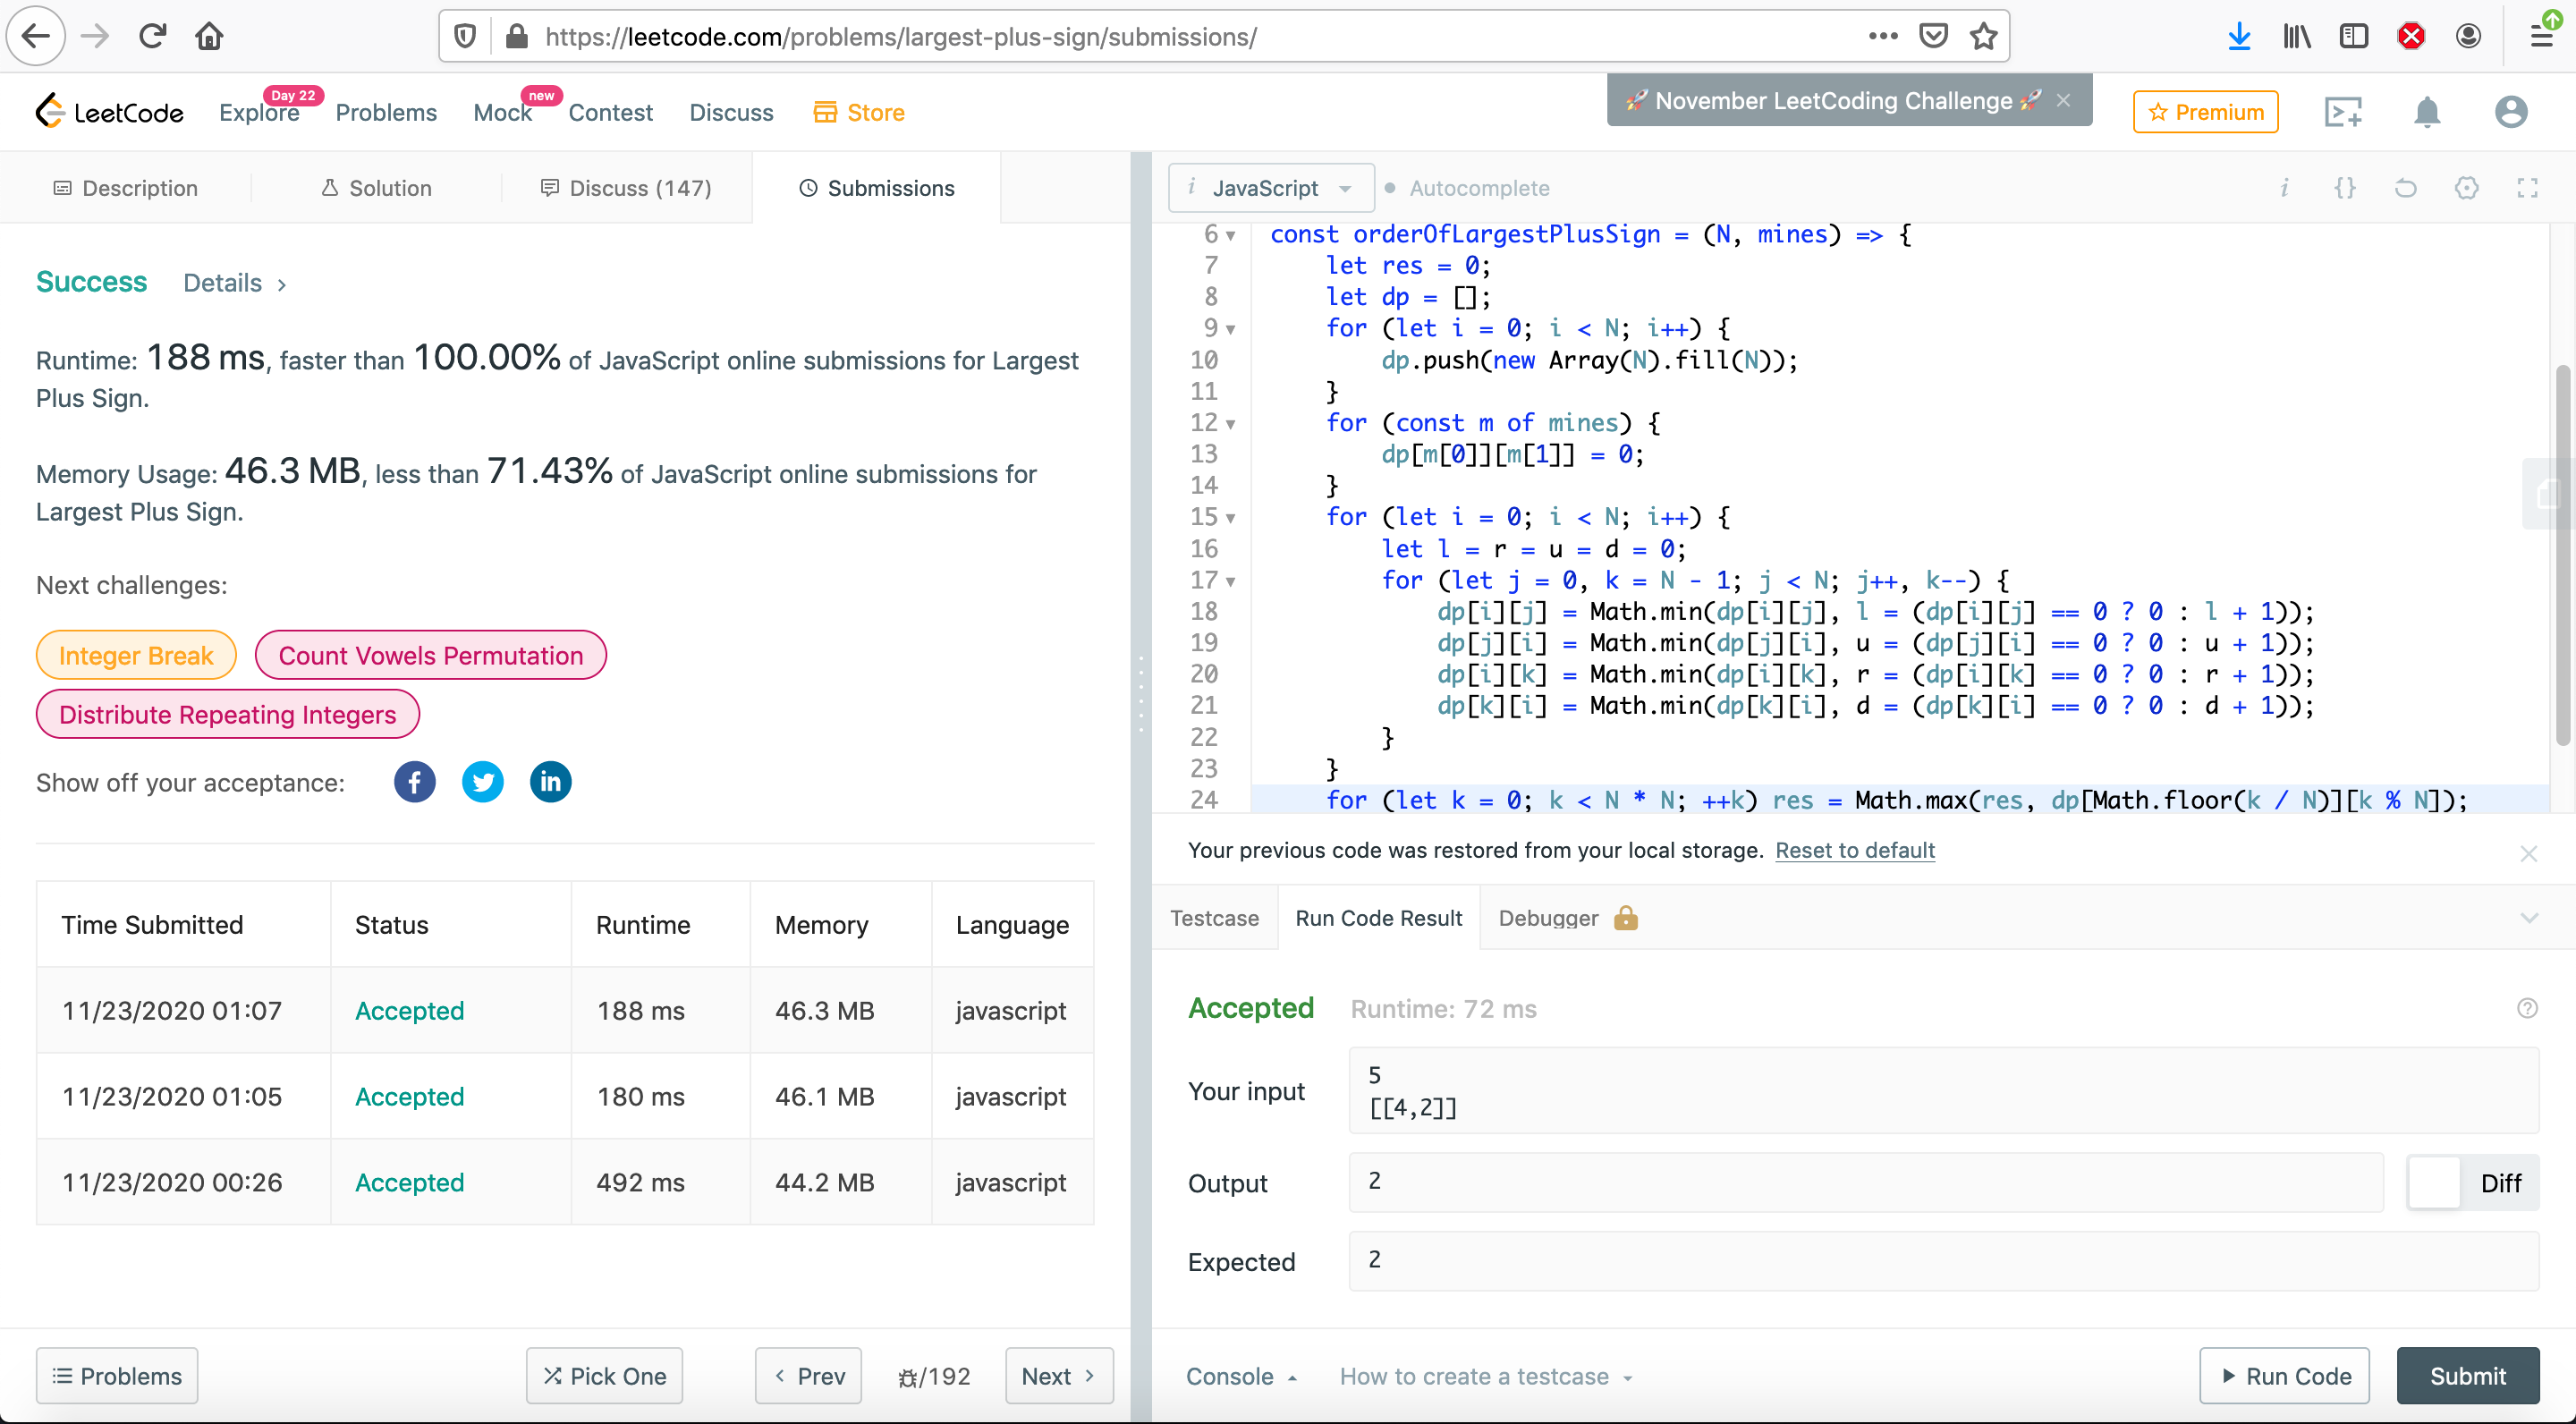 https://leetcode.com/problems/largest-plus-sign/submissions/
LeetCode
Explore
Day 22
Problems
Mock
new
Contest
Discuss
Store
🚀 November LeetCoding Challenge 🚀
Premium
Description
Solution
Discuss (147)
Submissions
Success
Details
Runtime: 188 ms, faster than 100.00% of JavaScript online submissions for Largest
Plus Sign.
Memory Usage: 46.3 MB, less than 71.43% of JavaScript online submissions for
Largest Plus Sign.
Next challenges:
Integer Break
Count Vowels Permutation
Distribute Repeating Integers
Show off your acceptance:
Time Submitted Status Runtime Memory Language
11/23/2020 01:07 Accepted 188 ms 46.3 MB javascript
11/23/2020 01:05 Accepted 180 ms 46.1 MB javascript
11/23/2020 00:26 Accepted 492 ms 44.2 MB javascript
Problems
Pick One
Prev
/192
Next
i JavaScript
Autocomplete
6 const orderOfLargestPlusSign = (N, mines) => {
7 let res = 0;
8 let dp = [];
9 for (let i = 0; i < N; i++) {
10 dp.push(new Array(N).fill(N));
11 }
12 for (const m of mines) {
13 dp[m[0]][m[1]] = 0;
14 }
15 for (let i = 0; i < N; i++) {
16 let l = r = u = d = 0;
17 for (let j = 0, k = N - 1; j < N; j++, k--) {
18 dp[i][j] = Math.min(dp[i][j], l = (dp[i][j] == 0 ? 0 : l + 1));
19 dp[j][i] = Math.min(dp[j][i], u = (dp[j][i] == 0 ? 0 : u + 1));
20 dp[i][k] = Math.min(dp[i][k], r = (dp[i][k] == 0 ? 0 : r + 1));
21 dp[k][i] = Math.min(dp[k][i], d = (dp[k][i] == 0 ? 0 : d + 1));
22 }
23 }
24 for (let k = 0; k < N * N; ++k) res = Math.max(res, dp[Math.floor(k / N)][k % N]);
Your previous code was restored from your local storage. Reset to default
Testcase
Run Code Result
Debugger
Accepted
Runtime: 72 ms
Your input
5
[[4,2]]
Output
2
Diff
Expected
2
Console
How to create a testcase
Run Code
Submit